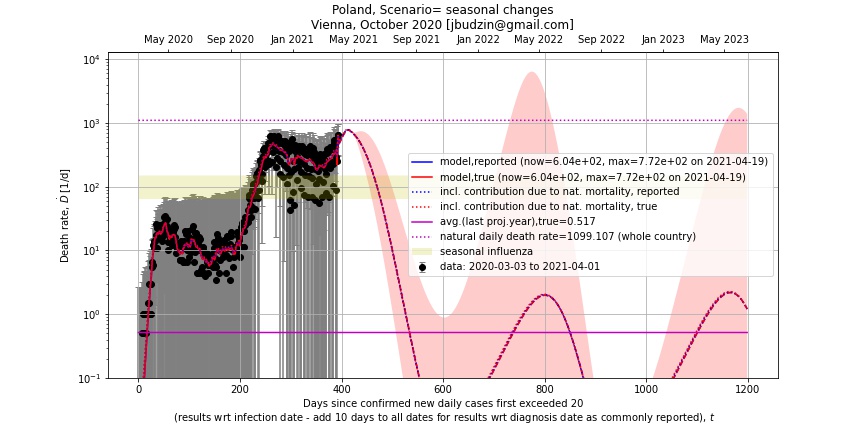 Poland, Scenario= seasonal changes
Vienna, October 2020 [jbudzin@gmail.com]
May 2020 Sep 2020 Jan 2021 May 2021 Sep 2021 Jan 2022 May 2022 Sep 2022 Jan 2023 May 2023
10⁴
10³
10²
10¹
10⁰
10⁻¹
Death rate, D [1/d]
model,reported (now=6.04e+02, max=7.72e+02 on 2021-04-19)
model,true (now=6.04e+02, max=7.72e+02 on 2021-04-19)
incl. contribution due to nat. mortality, reported
incl. contribution due to nat. mortality, true
avg.(last proj.year),true=0.517
natural daily death rate=1099.107 (whole country)
seasonal influenza
data: 2020-03-03 to 2021-04-01
0 200 400 600 800 1000 1200
Days since confirmed new daily cases first exceeded 20
(results wrt infection date - add 10 days to all dates for results wrt diagnosis date as commonly reported), t